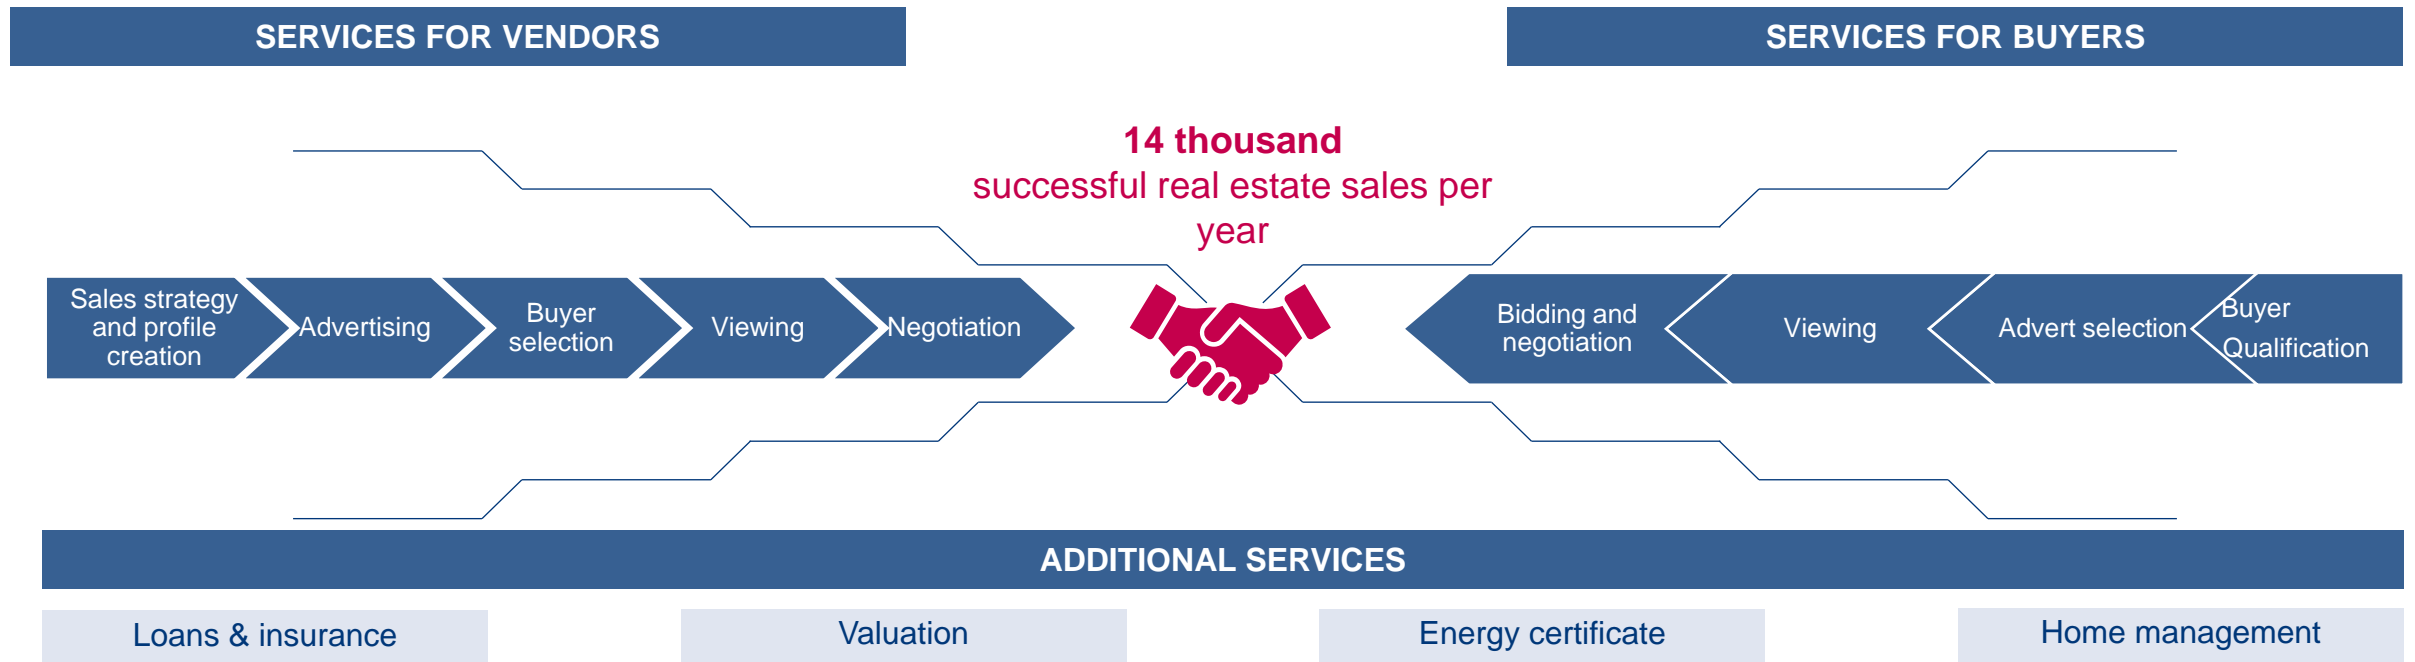 SERVICES FOR VENDORS
SERVICES FOR BUYERS
14 thousand
successful real estate sales per
year
Sales strategy
and profile
creation
Advertising
Buyer
selection
Viewing
Negotiation
Bidding and
negotiation
Viewing
Advert selection
Buyer
Qualification
ADDITIONAL SERVICES
Loans & insurance
Valuation
Energy certificate
Home management